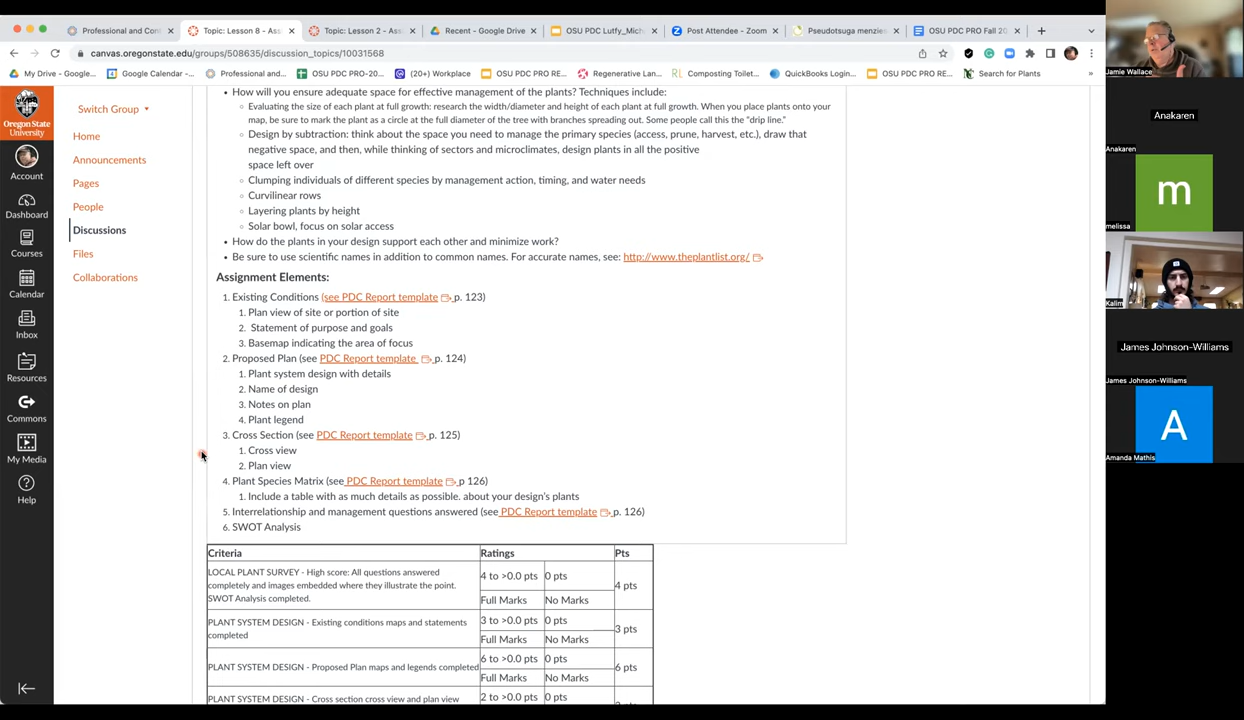 Professional and Con
Topic: Lesson 8 - Ass
Topic: Lesson 2 - Ass
Recent - Google Drive
OSU PDC Lutfy_Mich
Post Attendee - Zoom
Pseudotsuga menzies
OSU PDC PRO Fall 20
canvas.oregonstate.edu/groups/508635/discussion_topics/10031568
My Drive - Google...
Google Calendar -...
Professional and...
OSU PDC PRO-20...
(20+) Workplace
OSU PDC PRO RE...
Regenerative Lan...
Composting Toilet...
QuickBooks Login...
OSU PDC PRO RE...
Search for Plants
Oregon State
University
Account
Dashboard
Courses
Calendar
Inbox
Resources
Commons
My Media
Help
Switch Group
Home
Announcements
Pages
People
Discussions
Files
Collaborations
• How will you ensure adequate space for effective management of the plants? Techniques include:
Evaluating the size of each plant at full growth: research the width/diameter and height of each plant at full growth. When you place plants onto your
map, be sure to mark the plant as a circle at the full diameter of the tree with branches spreading out. Some people call this the "drip line."
Design by subtraction: think about the space you need to manage the primary species (access, prune, harvest, etc.), draw that
negative space, and then, while thinking of sectors and microclimates, design plants in all the positive
space left over
Clumping individuals of different species by management action, timing, and water needs
Curvilinear rows
Layering plants by height
Solar bowl, focus on solar access
• How do the plants in your design support each other and minimize work?
• Be sure to use scientific names in addition to common names. For accurate names, see: http://www.theplantlist.org/
Assignment Elements:
1. Existing Conditions (see PDC Report template p. 123)
1. Plan view of site or portion of site
2. Statement of purpose and goals
3. Basemap indicating the area of focus
2. Proposed Plan (see PDC Report template p. 124)
1. Plant system design with details
2. Name of design
3. Notes on plan
4. Plant legend
3. Cross Section (see PDC Report template p. 125)
1. Cross view
2. Plan view
4. Plant Species Matrix (see PDC Report template p 126)
1. Include a table with as much details as possible. about your design's plants
5. Interrelationship and management questions answered (see PDC Report template p. 126)
6. SWOT Analysis
Criteria Ratings Pts
LOCAL PLANT SURVEY - High score: All questions answered
completely and images embedded where they illustrate the point.
SWOT Analysis completed.
4 to >0.0 pts 0 pts
Full Marks No Marks
4 pts
PLANT SYSTEM DESIGN - Existing conditions maps and statements
completed
3 to >0.0 pts 0 pts
Full Marks No Marks
3 pts
PLANT SYSTEM DESIGN - Proposed Plan maps and legends completed
6 to >0.0 pts 0 pts
Full Marks No Marks
6 pts
PLANT SYSTEM DESIGN - Cross section cross view and plan view
2 to >0.0 pts 0 pts
Jamie Wallace
Anakaren
Anakaren
m
melissa
Kalim
James Johnson-Williams
James Johnson-Williams
A
Amanda Mathis